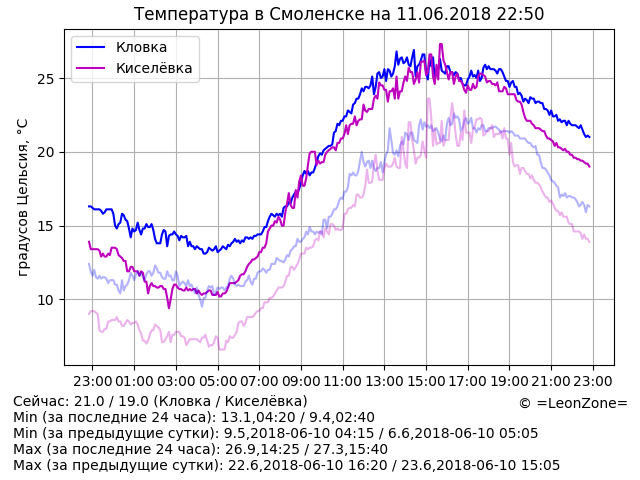 Температура в Смоленске на 11.06.2018 22:50
Кловка
Киселёвка
градусов Цельсия, °C
25
20
15
10
23:00 01:00 03:00 05:00 07:00 09:00 11:00 13:00 15:00 17:00 19:00 21:00 23:00
Сейчас: 21.0 / 19.0 (Кловка / Киселёвка)
© =LeonZone=
Min (за последние 24 часа): 13.1,04:20 / 9.4,02:40
Min (за предыдущие сутки): 9.5,2018-06-10 04:15 / 6.6,2018-06-10 05:05
Max (за последние 24 часа): 26.9,14:25 / 27.3,15:40
Max (за предыдущие сутки): 22.6,2018-06-10 16:20 / 23.6,2018-06-10 15:05